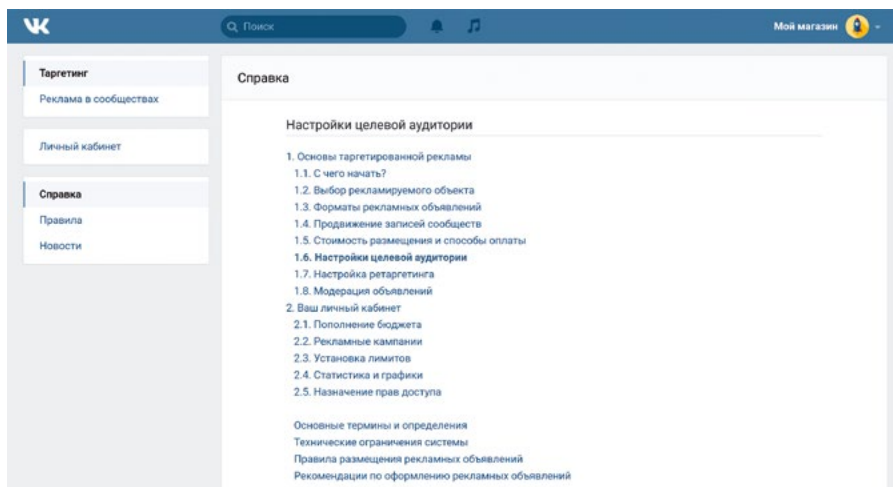 Поиск
Мой магазин
Таргетинг
Реклама в сообществах
Личный кабинет
Справка
Правила
Новости
Справка
Настройки целевой аудитории
1. Основы таргетированной рекламы
1.1. С чего начать?
1.2. Выбор рекламируемого объекта
1.3. Форматы рекламных объявлений
1.4. Продвижение записей сообществ
1.5. Стоимость размещения и способы оплаты
1.6. Настройки целевой аудитории
1.7. Настройка ретаргетинга
1.8. Модерация объявлений
2. Ваш личный кабинет
2.1. Пополнение бюджета
2.2. Рекламные кампании
2.3. Установка лимитов
2.4. Статистика и графики
2.5. Назначение прав доступа
Основные термины и определения
Технические ограничения системы
Правила размещения рекламных объявлений
Рекомендации по оформлению рекламных объявлений